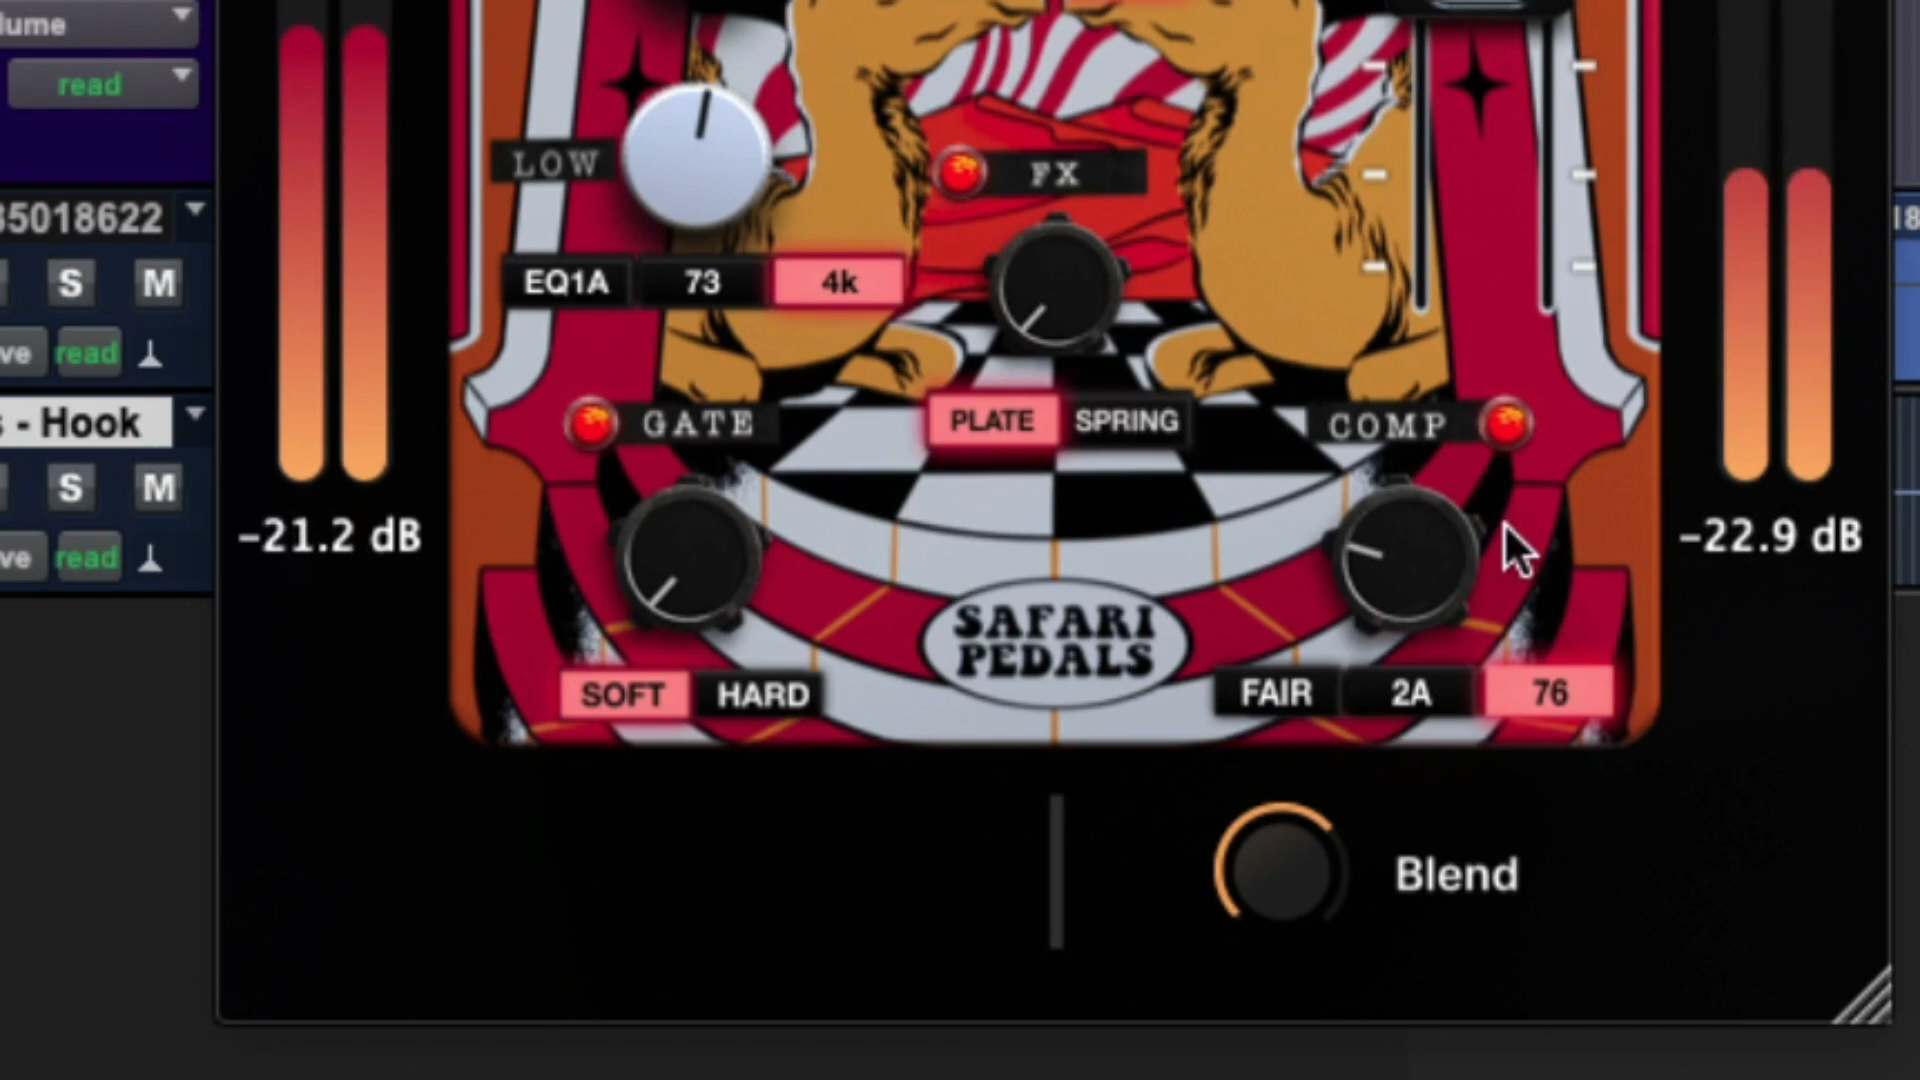 lume
read
LOW
FX
35018622
18
S M
EQ1A 73 4k
ve read
s - Hook
GATE
PLATE SPRING
COMP
S M
-21.2 dB
-22.9 dB
ve read
SAFARI
PEDALS
SOFT HARD
FAIR 2A 76
Blend